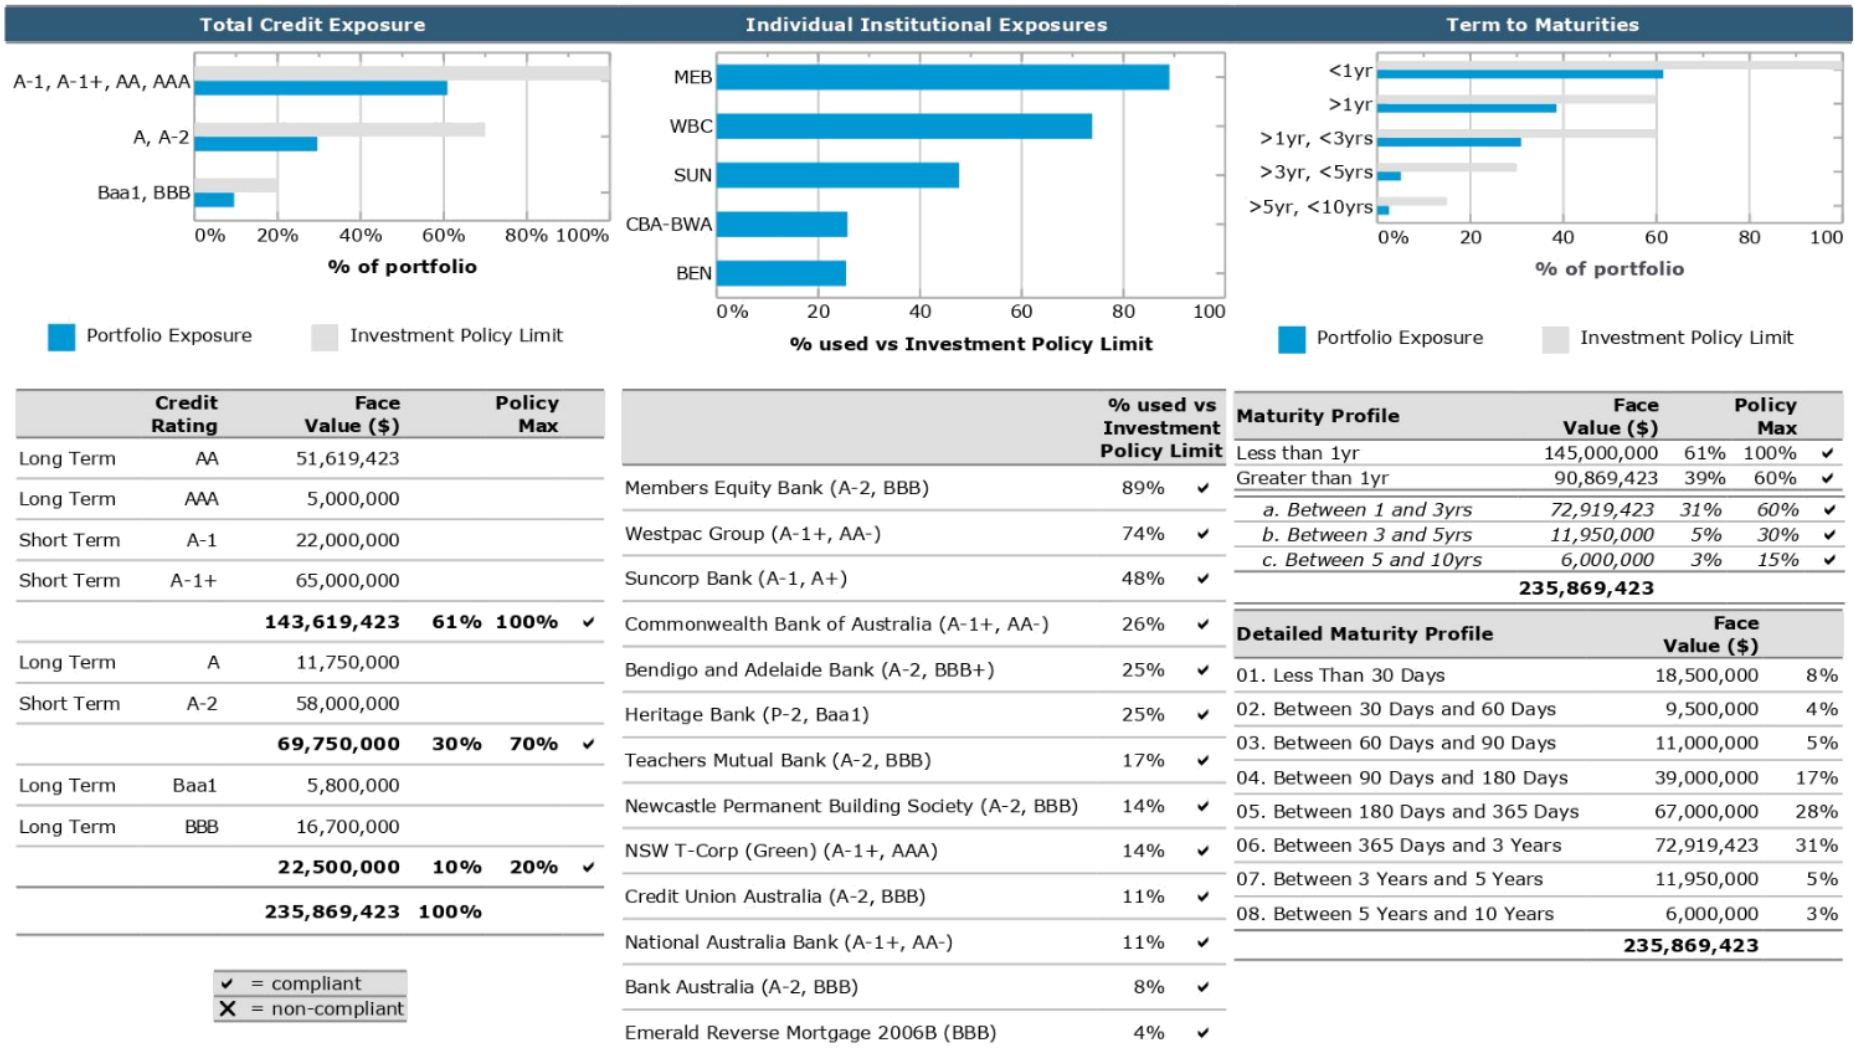 Total Credit Exposure
A-1, A-1+, AA, AAA
A, A-2
Baa1, BBB
0% 20% 40% 60% 80% 100%
% of portfolio
Portfolio Exposure Investment Policy Limit
Credit Rating Face Value ($) Policy Max
Long Term AA 51,619,423
Long Term AAA 5,000,000
Short Term A-1 22,000,000
Short Term A-1+ 65,000,000
143,619,423 61% 100% ✔
Long Term A 11,750,000
Short Term A-2 58,000,000
69,750,000 30% 70% ✔
Long Term Baa1 5,800,000
Long Term BBB 16,700,000
22,500,000 10% 20% ✔
235,869,423 100%
✔ = compliant
✘ = non-compliant
Individual Institutional Exposures
MEB
WBC
SUN
CBA-BWA
BEN
0% 20 40 60 80 100
% used vs Investment Policy Limit
% used vs
Investment
Policy Limit
Members Equity Bank (A-2, BBB) 89% ✔
Westpac Group (A-1+, AA-) 74% ✔
Suncorp Bank (A-1, A+) 48% ✔
Commonwealth Bank of Australia (A-1+, AA-) 26% ✔
Bendigo and Adelaide Bank (A-2, BBB+) 25% ✔
Heritage Bank (P-2, Baa1) 25% ✔
Teachers Mutual Bank (A-2, BBB) 17% ✔
Newcastle Permanent Building Society (A-2, BBB) 14% ✔
NSW T-Corp (Green) (A-1+, AAA) 14% ✔
Credit Union Australia (A-2, BBB) 11% ✔
National Australia Bank (A-1+, AA-) 11% ✔
Bank Australia (A-2, BBB) 8% ✔
Emerald Reverse Mortgage 2006B (BBB) 4% ✔
Term to Maturities
<1yr
>1yr
>1yr, <3yrs
>3yr, <5yrs
>5yr, <10yrs
0% 20 40 60 80 100
% of portfolio
Portfolio Exposure Investment Policy Limit
Maturity Profile Face Value ($) Policy Max
Less than 1yr 145,000,000 61% 100% ✔
Greater than 1yr 90,869,423 39% 60% ✔
a. Between 1 and 3yrs 72,919,423 31% 60% ✔
b. Between 3 and 5yrs 11,950,000 5% 30% ✔
c. Between 5 and 10yrs 6,000,000 3% 15% ✔
235,869,423
Detailed Maturity Profile Face Value ($)
01. Less Than 30 Days 18,500,000 8%
02. Between 30 Days and 60 Days 9,500,000 4%
03. Between 60 Days and 90 Days 11,000,000 5%
04. Between 90 Days and 180 Days 39,000,000 17%
05. Between 180 Days and 365 Days 67,000,000 28%
06. Between 365 Days and 3 Years 72,919,423 31%
07. Between 3 Years and 5 Years 11,950,000 5%
08. Between 5 Years and 10 Years 6,000,000 3%
235,869,423